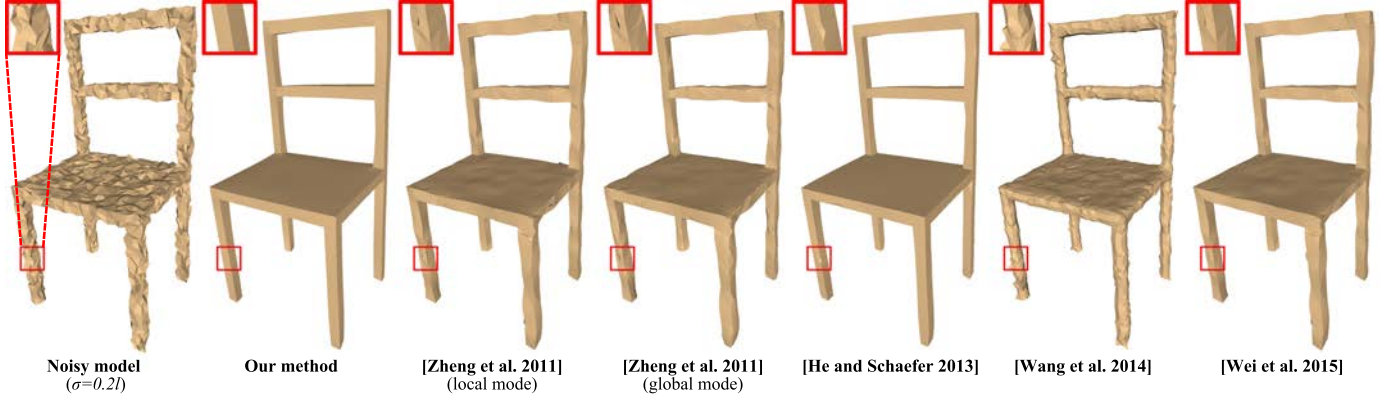 Noisy model
(σ=0.2l)
Our method
[Zheng et al. 2011]
(local mode)
[Zheng et al. 2011]
(global mode)
[He and Schaefer 2013]
[Wang et al. 2014]
[Wei et al. 2015]